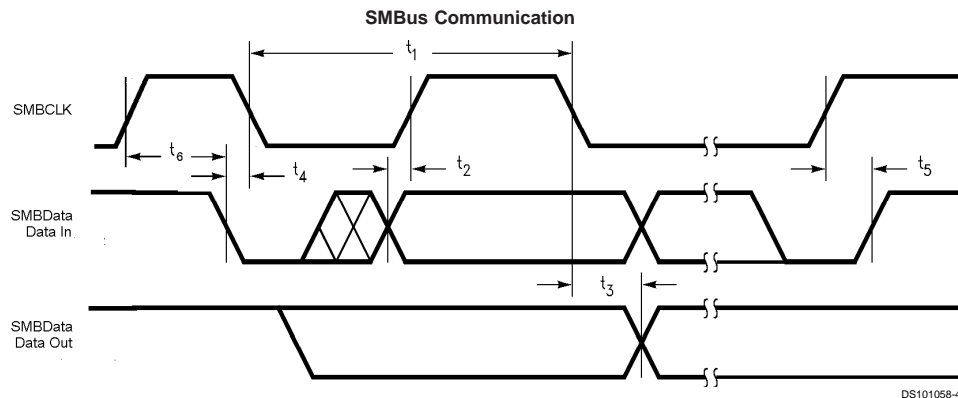 SMBus Communication
t1
SMBCLK
t6
t4
t2
t5
SMBData
Data In
t3
SMBData
Data Out
DS101058-4